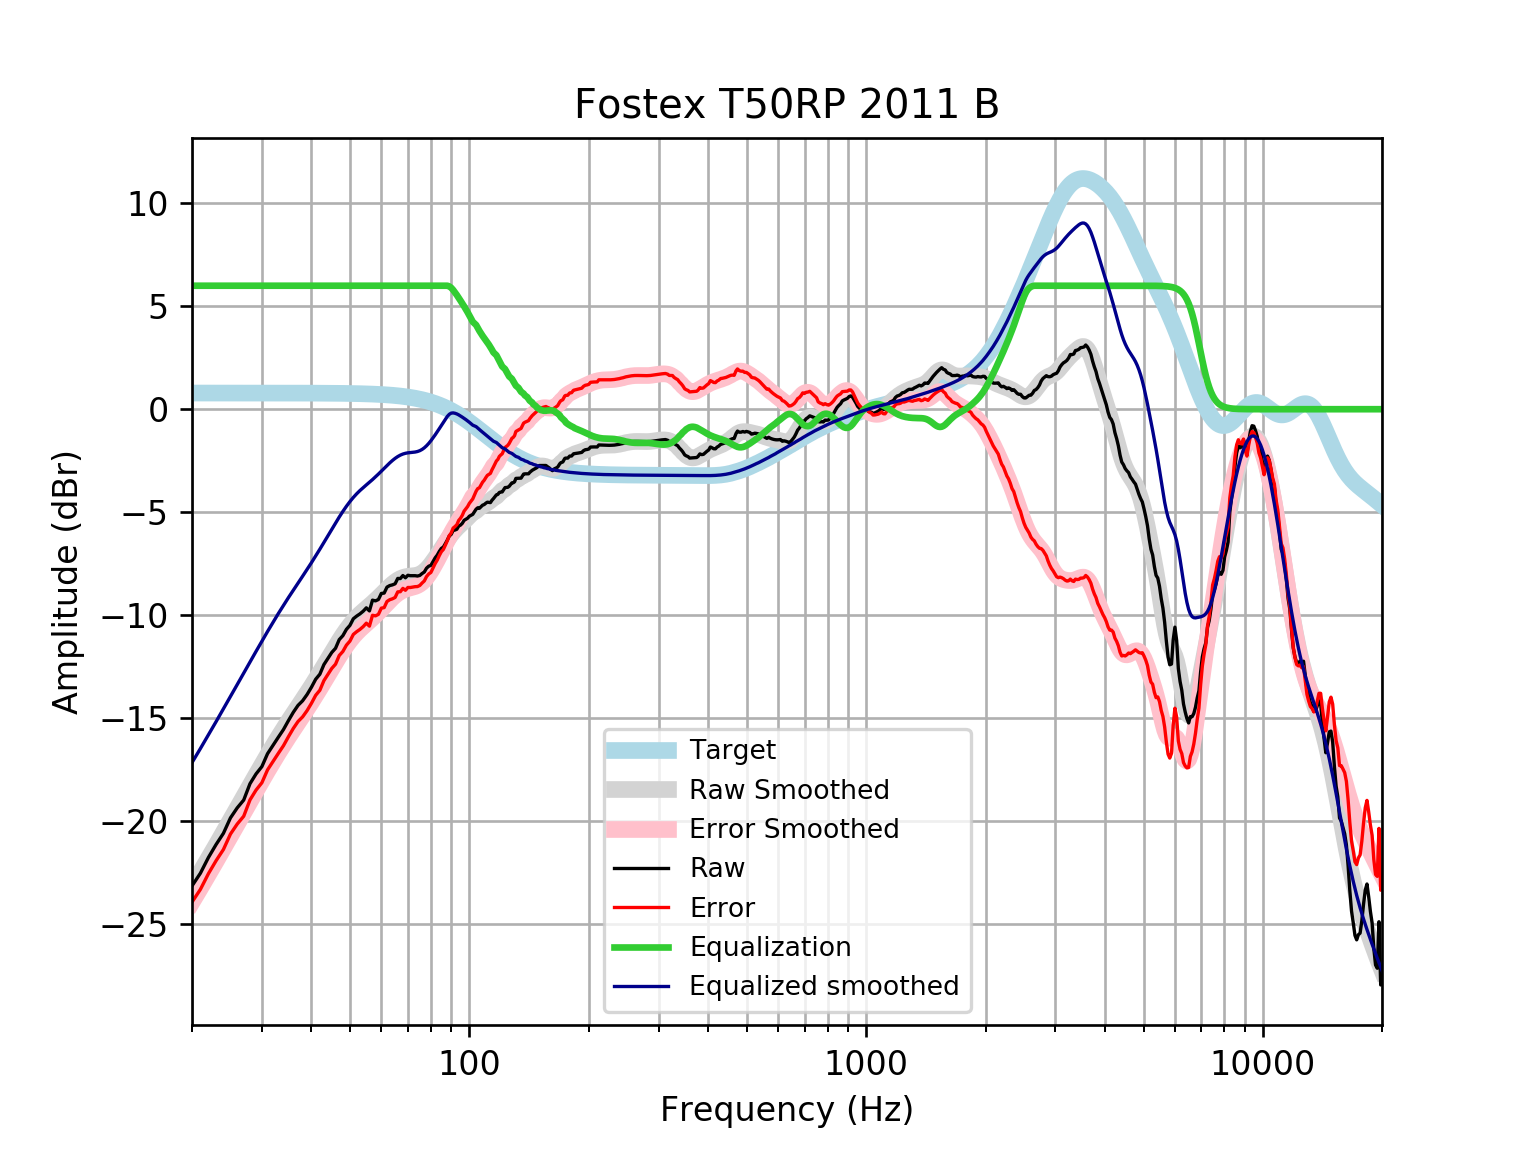 Fostex T50RP 2011 B
Amplitude (dBr)
10
5
0
−5
−10
−15
−20
−25
Target
Raw Smoothed
Error Smoothed
Raw
Error
Equalization
Equalized smoothed
100
1000
10000
Frequency (Hz)